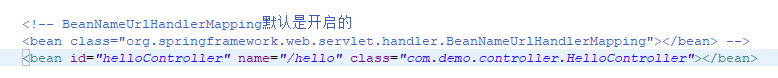 <!-- BeanNameUrlHandlerMapping默认是开启的
<bean class="org.springframework.web.servlet.handler.BeanNameUrlHandlerMapping"></bean> -->
<bean id="helloController" name="/hello" class="com.demo.controller.HelloController"></bean>